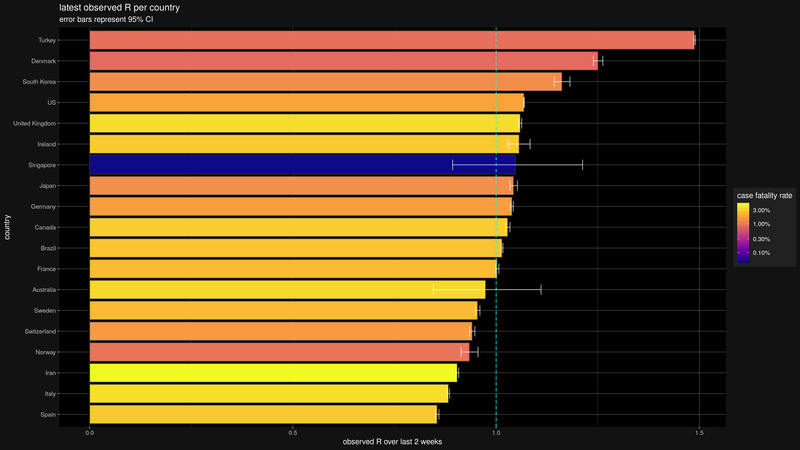 latest observed R per country
error bars represent 95% CI
Turkey
Denmark
South Korea
US
United Kingdom
Ireland
Singapore
Japan
Germany
Canada
Brazil
France
Australia
Sweden
Switzerland
Norway
Iran
Italy
Spain
country
0.0
0.5
1.0
1.5
observed R over last 2 weeks
case fatality rate
3.00%
1.00%
0.30%
0.10%